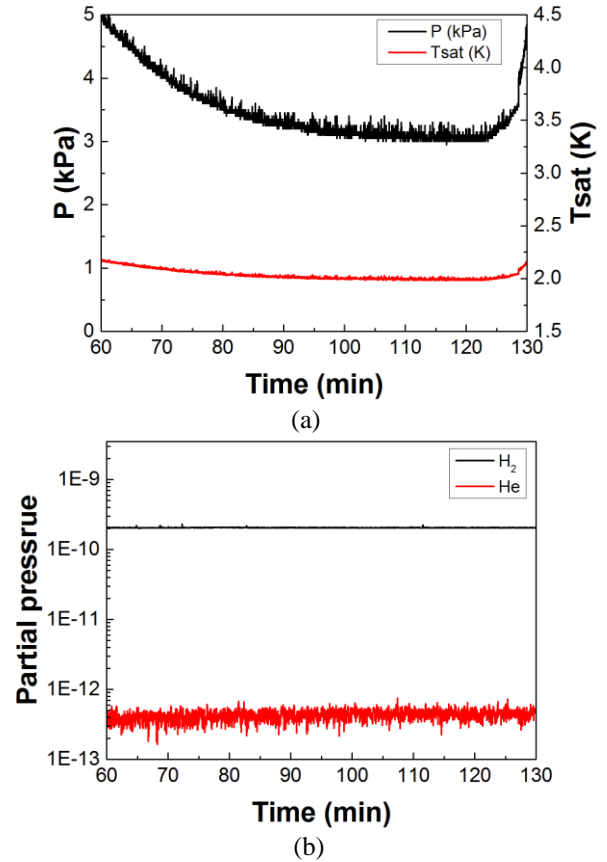 5
4
3
2
1
0
P (kPa)
P (kPa)
Tsat (K)
4.5
4.0
3.5
3.0
2.5
2.0
1.5
Tsat (K)
60 70 80 90 100 110 120 130
Time (min)
(a)
1E-9
1E-10
1E-11
1E-12
1E-13
Partial pressrue
H₂
He
60 70 80 90 100 110 120 130
Time (min)
(b)